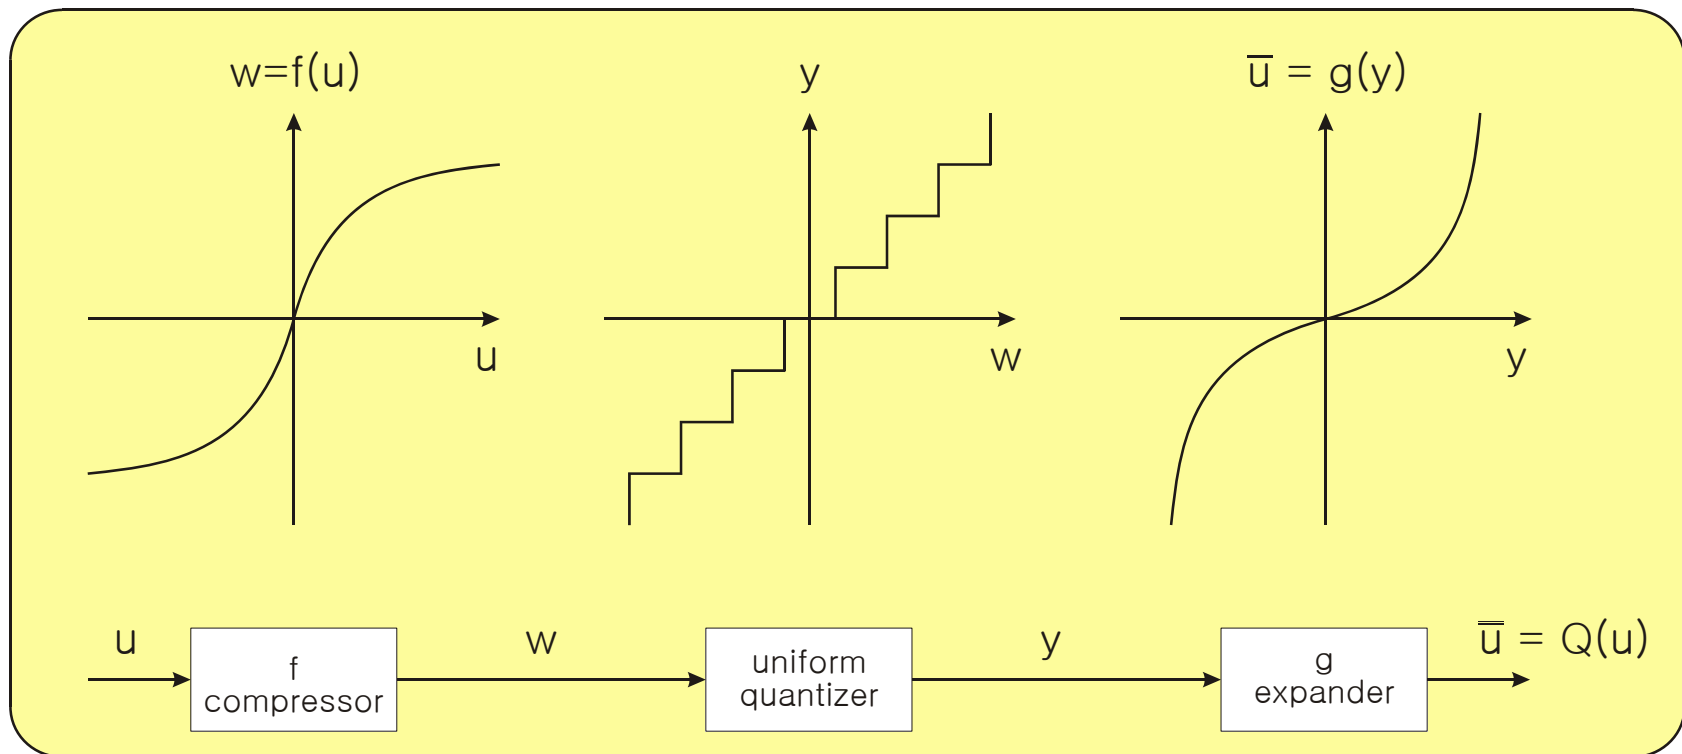 w=f(u)
y
u̅ = g(y)
u
w
y
u
f
compressor
w
uniform
quantizer
y
g
expander
u̅ = Q(u)